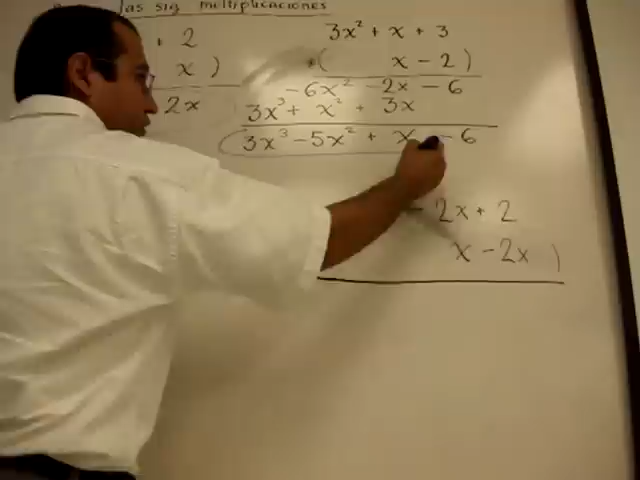 las sig multiplicaciones
+ 2
x )
2x
3x² + x + 3
*( x - 2 )
- 6x² - 2x - 6
3x³ + x² + 3x
3x³ - 5x² + x - 6
- 2x + 2
x - 2x )